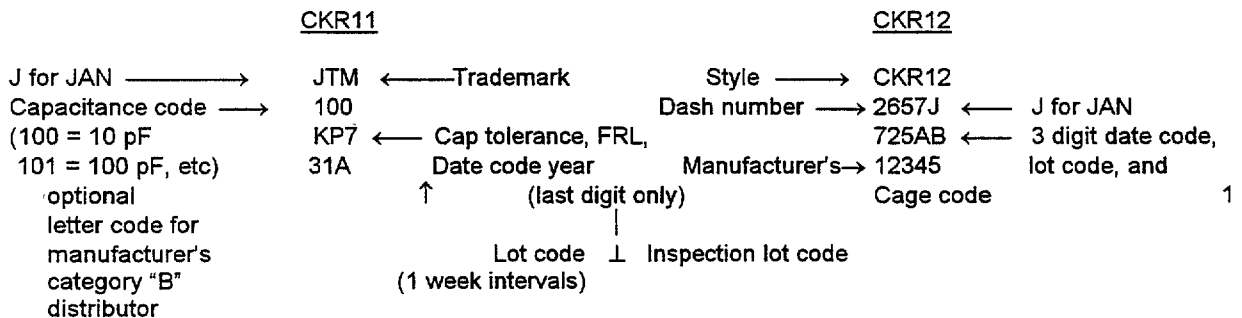 CKR11 CKR12
J for JAN → JTM ← Trademark Style → CKR12
Capacitance code → 100 Dash number → 2657J ← J for JAN
(100 = 10 pF KP7 ← Cap tolerance, FRL, 725AB ← 3 digit date code,
101 = 100 pF, etc) 31A Date code year Manufacturer's→ 12345 lot code, and
optional ↑ (last digit only) Cage code 1
letter code for
manufacturer's Lot code ⊥ Inspection lot code
category "B" (1 week intervals)
distributor